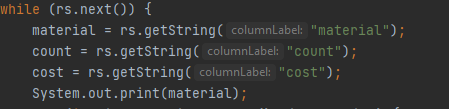 while (rs.next()) {
material = rs.getString( columnLabel: "material");
count = rs.getString( columnLabel: "count");
cost = rs.getString( columnLabel: "cost");
System.out.print(material);